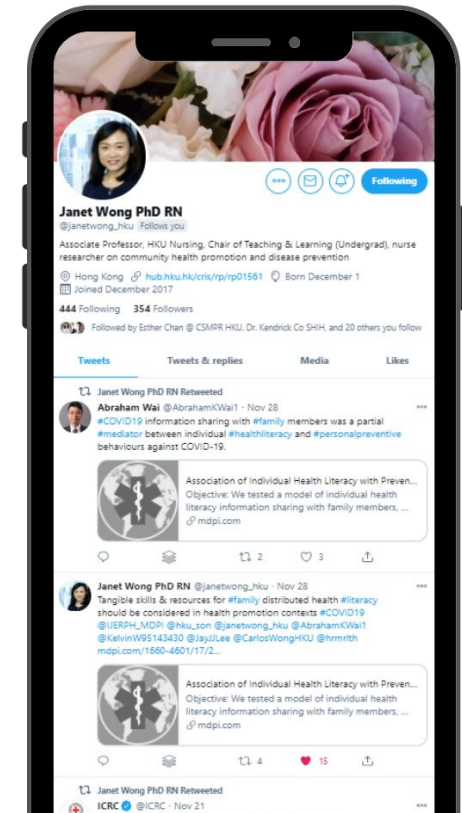 Following
Janet Wong PhD RN
@janetwong_hku Follows you
Associate Professor, HKU Nursing, Chair of Teaching & Learning (Undergrad), nurse
researcher on community health promotion and disease prevention
Hong Kong hub.hku.hk/cris/rp/rp01561 Born December 1
Joined December 2017
444 Following 354 Followers
Followed by Esther Chan @ CSMPR HKU, Dr. Kendrick Co SHIH, and 20 others you follow
Tweets Tweets & replies Media Likes
Janet Wong PhD RN Retweeted
Abraham Wai @AbrahamKWai1 · Nov 28
#COVID19 information sharing with #family members was a partial
#mediator between individual #healthliteracy and #personalpreventive
behaviours against COVID-19.
Association of Individual Health Literacy with Preven...
Objective: We tested a model of individual health
literacy information sharing with family members, ...
mdpi.com
2 3
Janet Wong PhD RN @janetwong_hku · Nov 28
Tangible skills & resources for #family distributed health #literacy
should be considered in health promotion contexts #COVID19
@IJERPH_MDPI @hku_son @janetwong_hku @AbrahamKWai1
@KelvinW95143430 @JayJJLee @CarlosWongHKU @hrmrlth
mdpi.com/1660-4601/17/2...
Association of Individual Health Literacy with Preven...
Objective: We tested a model of individual health
literacy information sharing with family members, ...
mdpi.com
4 15
Janet Wong PhD RN Retweeted
ICRC @ICRC · Nov 21